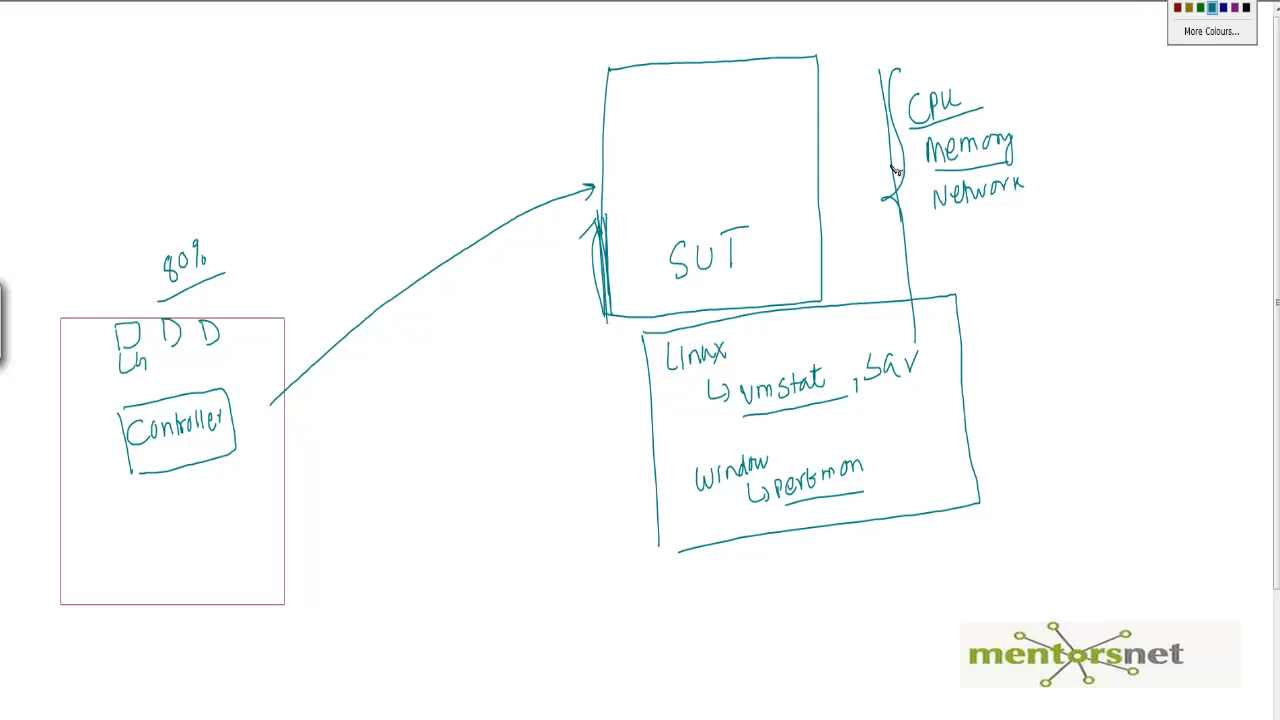 More Colours...
CPU
Memory
Network
SUT
80%
Controller
Linux
vmstat, sar
Window
perfmon
mentorsnet